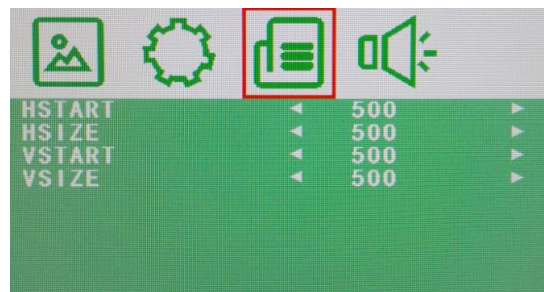 HSTART ◄ 500 ►
HSIZE ◄ 500 ►
VSTART ◄ 500 ►
VSIZE ◄ 500 ►